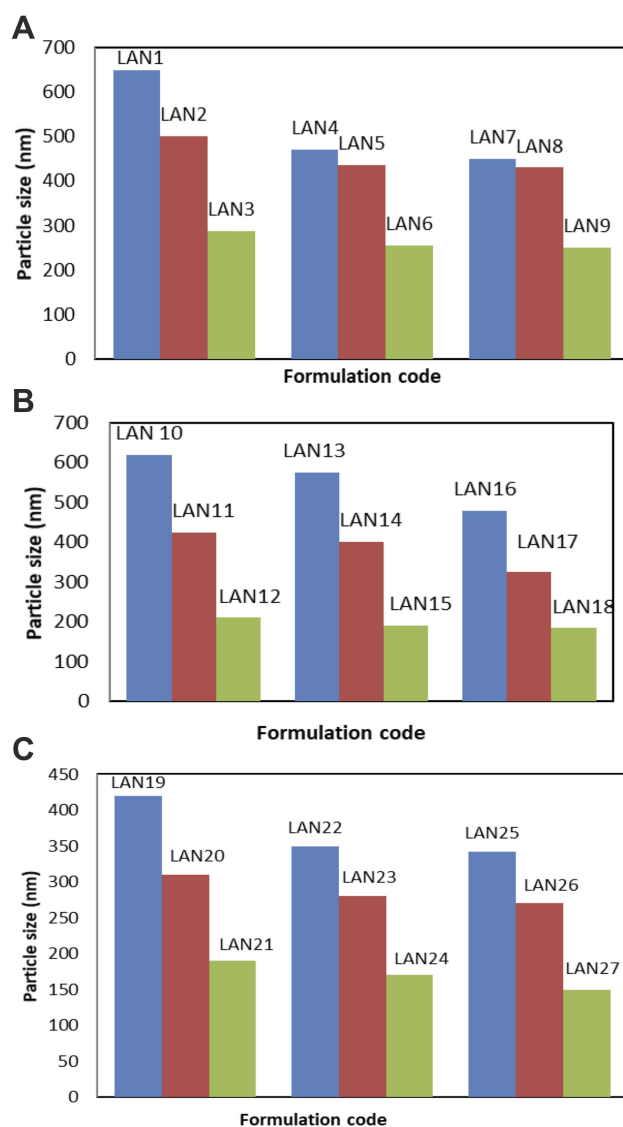 A
Particle size (nm)
700
600
500
400
300
200
100
0
LAN1
LAN2
LAN3
LAN4
LAN5
LAN6
LAN7
LAN8
LAN9
Formulation code
B
Particle size (nm)
700
600
500
400
300
200
100
0
LAN 10
LAN11
LAN12
LAN13
LAN14
LAN15
LAN16
LAN17
LAN18
Formulation code
C
Particle size (nm)
450
400
350
300
250
200
150
100
50
0
LAN19
LAN20
LAN21
LAN22
LAN23
LAN24
LAN25
LAN26
LAN27
Formulation code